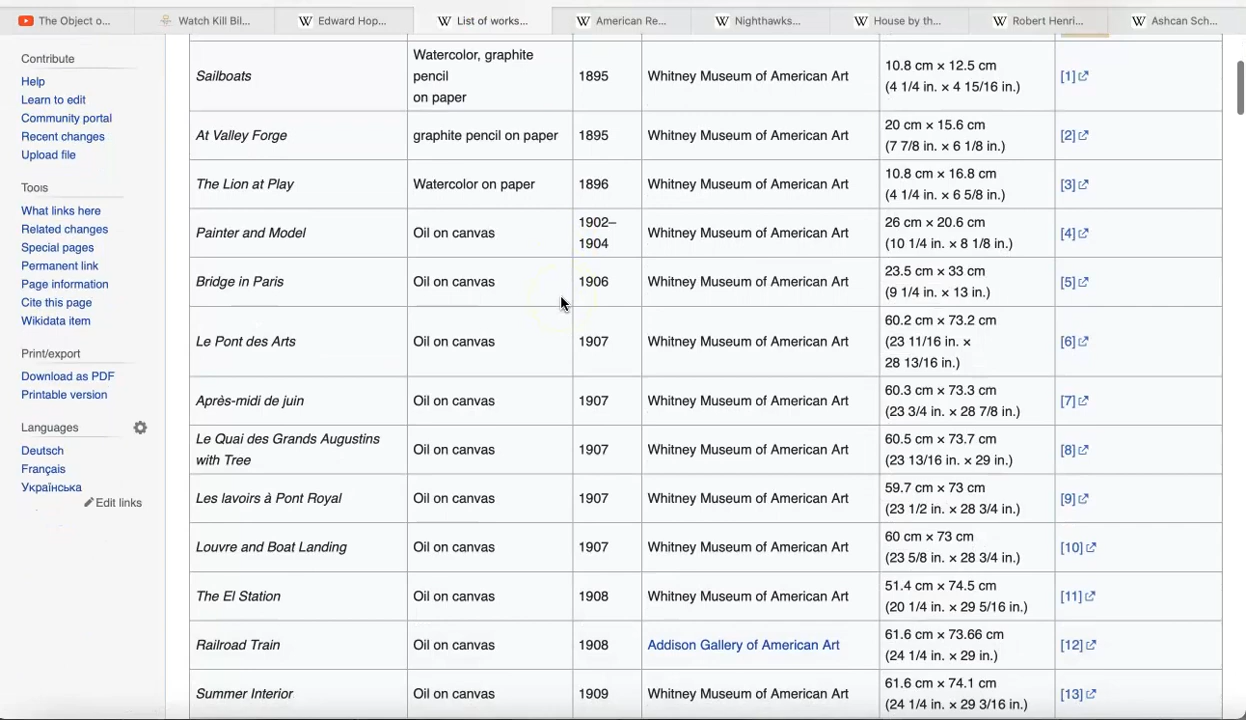 The Object o...
Watch Kill Bil...
Edward Hop...
List of works...
American Re...
Nighthawks...
House by th...
Robert Henri...
Ashcan Sch...
Contribute
Help
Learn to edit
Community portal
Recent changes
Upload file
Tools
What links here
Related changes
Special pages
Permanent link
Page information
Cite this page
Wikidata item
Print/export
Download as PDF
Printable version
Languages
Deutsch
Français
Українська
Edit links
Sailboats
Watercolor, graphite
pencil
on paper
1895
Whitney Museum of American Art
10.8 cm × 12.5 cm
(4 1/4 in. × 4 15/16 in.)
[1]
At Valley Forge
graphite pencil on paper
1895
Whitney Museum of American Art
20 cm × 15.6 cm
(7 7/8 in. × 6 1/8 in.)
[2]
The Lion at Play
Watercolor on paper
1896
Whitney Museum of American Art
10.8 cm × 16.8 cm
(4 1/4 in. × 6 5/8 in.)
[3]
Painter and Model
Oil on canvas
1902–
1904
Whitney Museum of American Art
26 cm × 20.6 cm
(10 1/4 in. × 8 1/8 in.)
[4]
Bridge in Paris
Oil on canvas
1906
Whitney Museum of American Art
23.5 cm × 33 cm
(9 1/4 in. × 13 in.)
[5]
Le Pont des Arts
Oil on canvas
1907
Whitney Museum of American Art
60.2 cm × 73.2 cm
(23 11/16 in. ×
28 13/16 in.)
[6]
Après-midi de juin
Oil on canvas
1907
Whitney Museum of American Art
60.3 cm × 73.3 cm
(23 3/4 in. × 28 7/8 in.)
[7]
Le Quai des Grands Augustins
with Tree
Oil on canvas
1907
Whitney Museum of American Art
60.5 cm × 73.7 cm
(23 13/16 in. × 29 in.)
[8]
Les lavoirs à Pont Royal
Oil on canvas
1907
Whitney Museum of American Art
59.7 cm × 73 cm
(23 1/2 in. × 28 3/4 in.)
[9]
Louvre and Boat Landing
Oil on canvas
1907
Whitney Museum of American Art
60 cm × 73 cm
(23 5/8 in. × 28 3/4 in.)
[10]
The El Station
Oil on canvas
1908
Whitney Museum of American Art
51.4 cm × 74.5 cm
(20 1/4 in. × 29 5/16 in.)
[11]
Railroad Train
Oil on canvas
1908
Addison Gallery of American Art
61.6 cm × 73.66 cm
(24 1/4 in. × 29 in.)
[12]
Summer Interior
Oil on canvas
1909
Whitney Museum of American Art
61.6 cm × 74.1 cm
(24 1/4 in. × 29 3/16 in.)
[13]